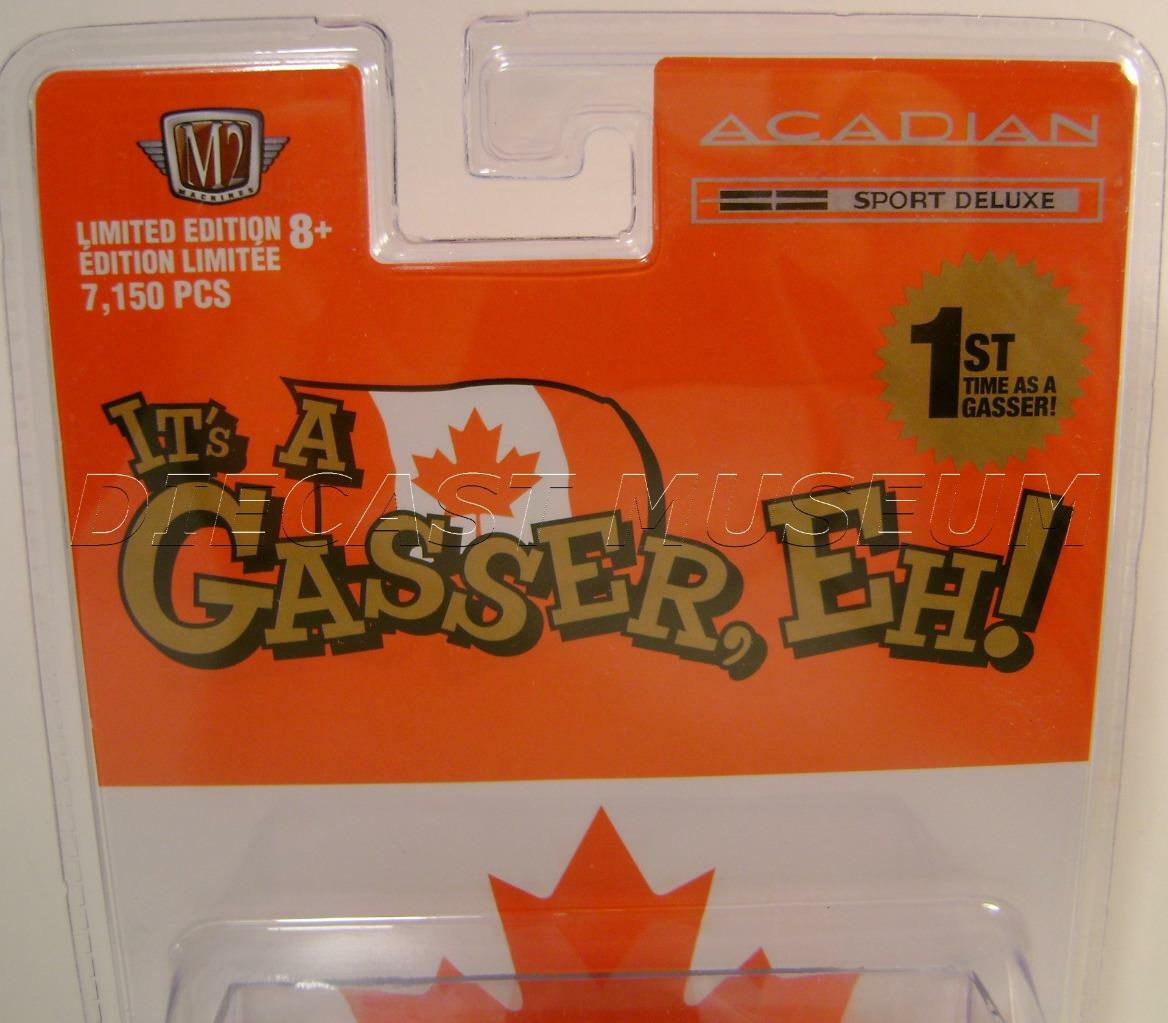 M2
MACHINES
LIMITED EDITION 8+
ÉDITION LIMITÉE
7,150 PCS
ACADIAN
SPORT DELUXE
1ST
TIME AS A
GASSER!
IT'S A
GASSER, EH!
DIECAST MUSEUM